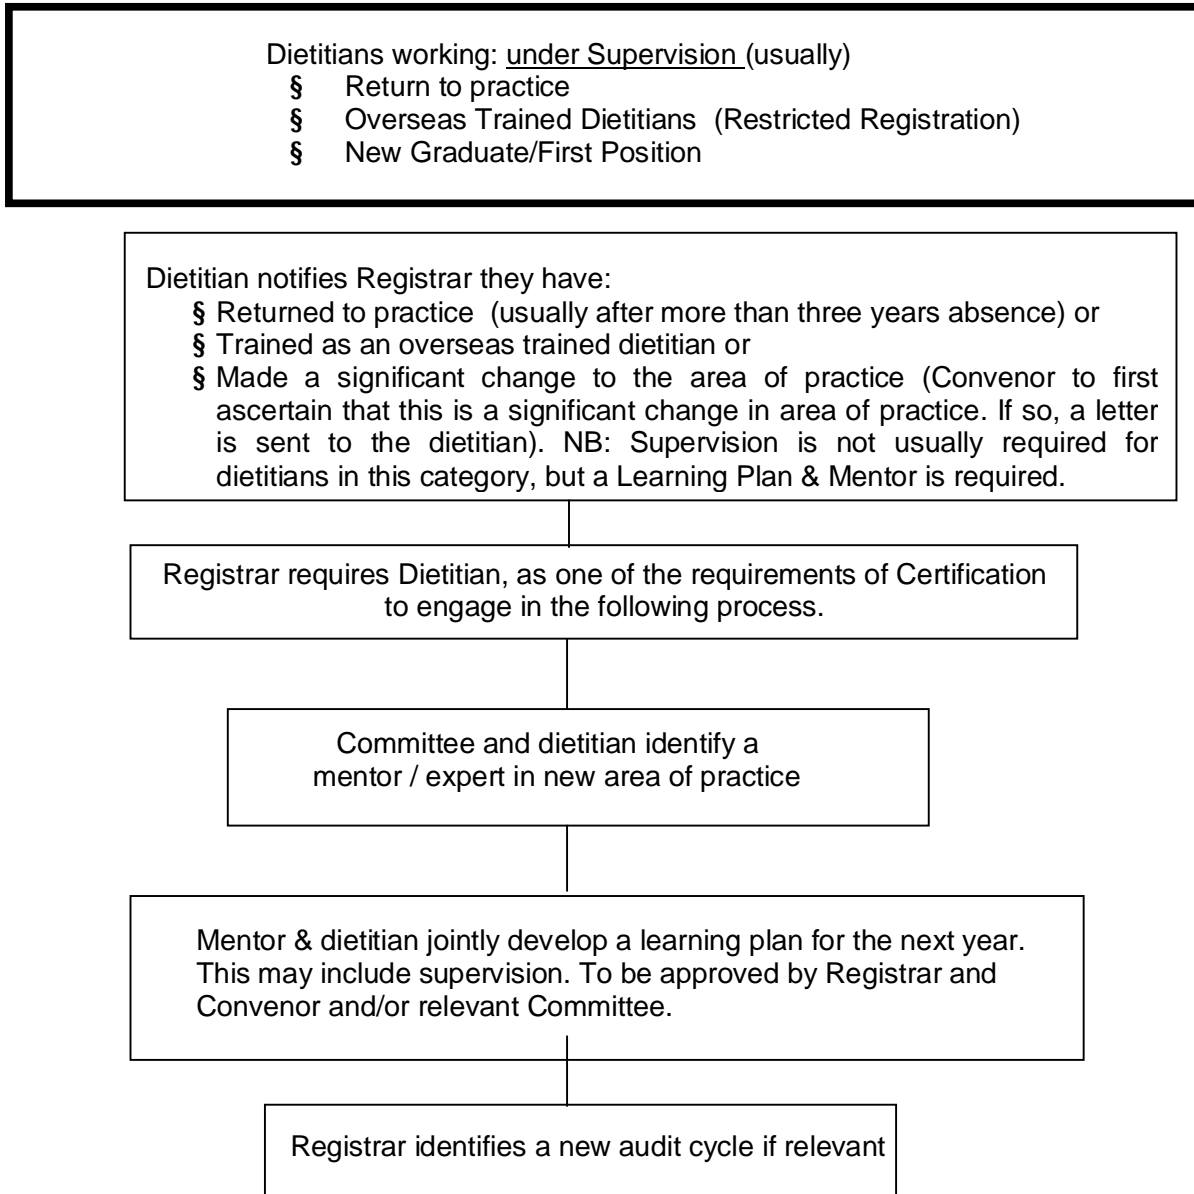 Dietitians working: under Supervision (usually)
§ Return to practice
§ Overseas Trained Dietitians (Restricted Registration)
§ New Graduate/First Position
Dietitian notifies Registrar they have:
§ Returned to practice (usually after more than three years absence) or
§ Trained as an overseas trained dietitian or
§ Made a significant change to the area of practice (Convenor to first
ascertain that this is a significant change in area of practice. If so, a letter
is sent to the dietitian). NB: Supervision is not usually required for
dietitians in this category, but a Learning Plan & Mentor is required.
Registrar requires Dietitian, as one of the requirements of Certification
to engage in the following process.
Committee and dietitian identify a
mentor / expert in new area of practice
Mentor & dietitian jointly develop a learning plan for the next year.
This may include supervision. To be approved by Registrar and
Convenor and/or relevant Committee.
Registrar identifies a new audit cycle if relevant